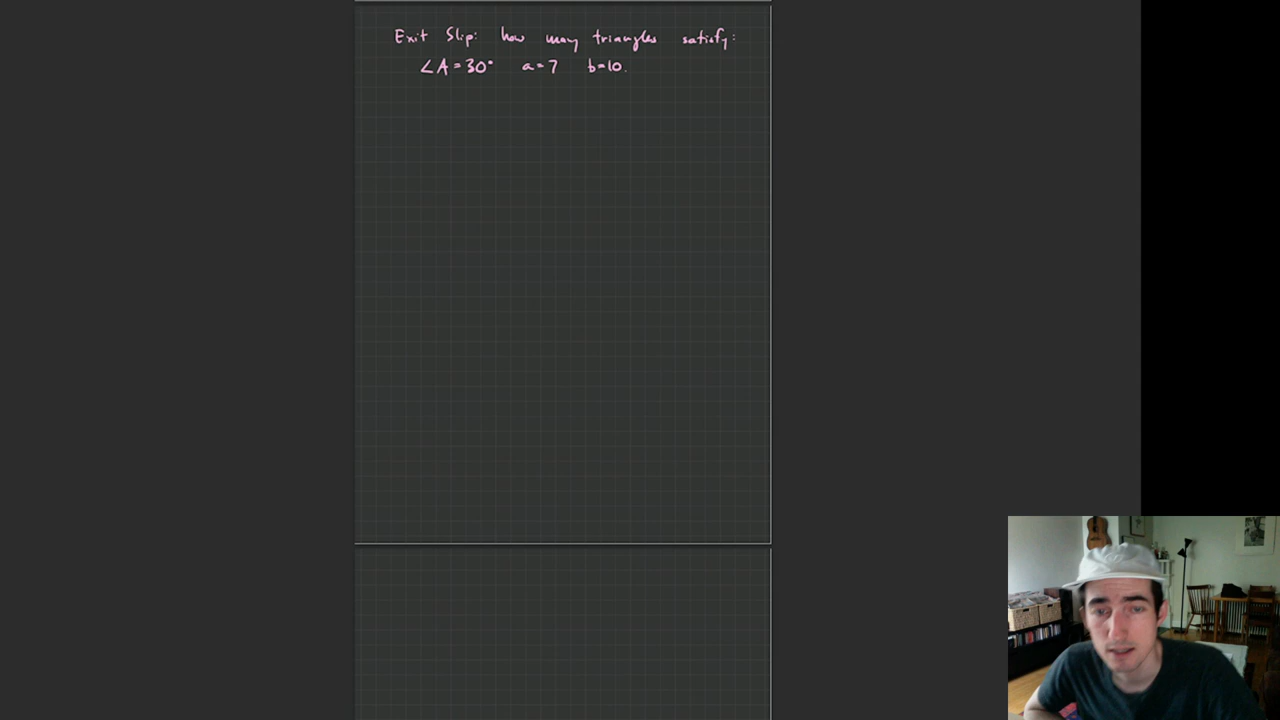 Exit Slip: how many triangles satisfy:
∠A = 30° a = 7 b = 10.